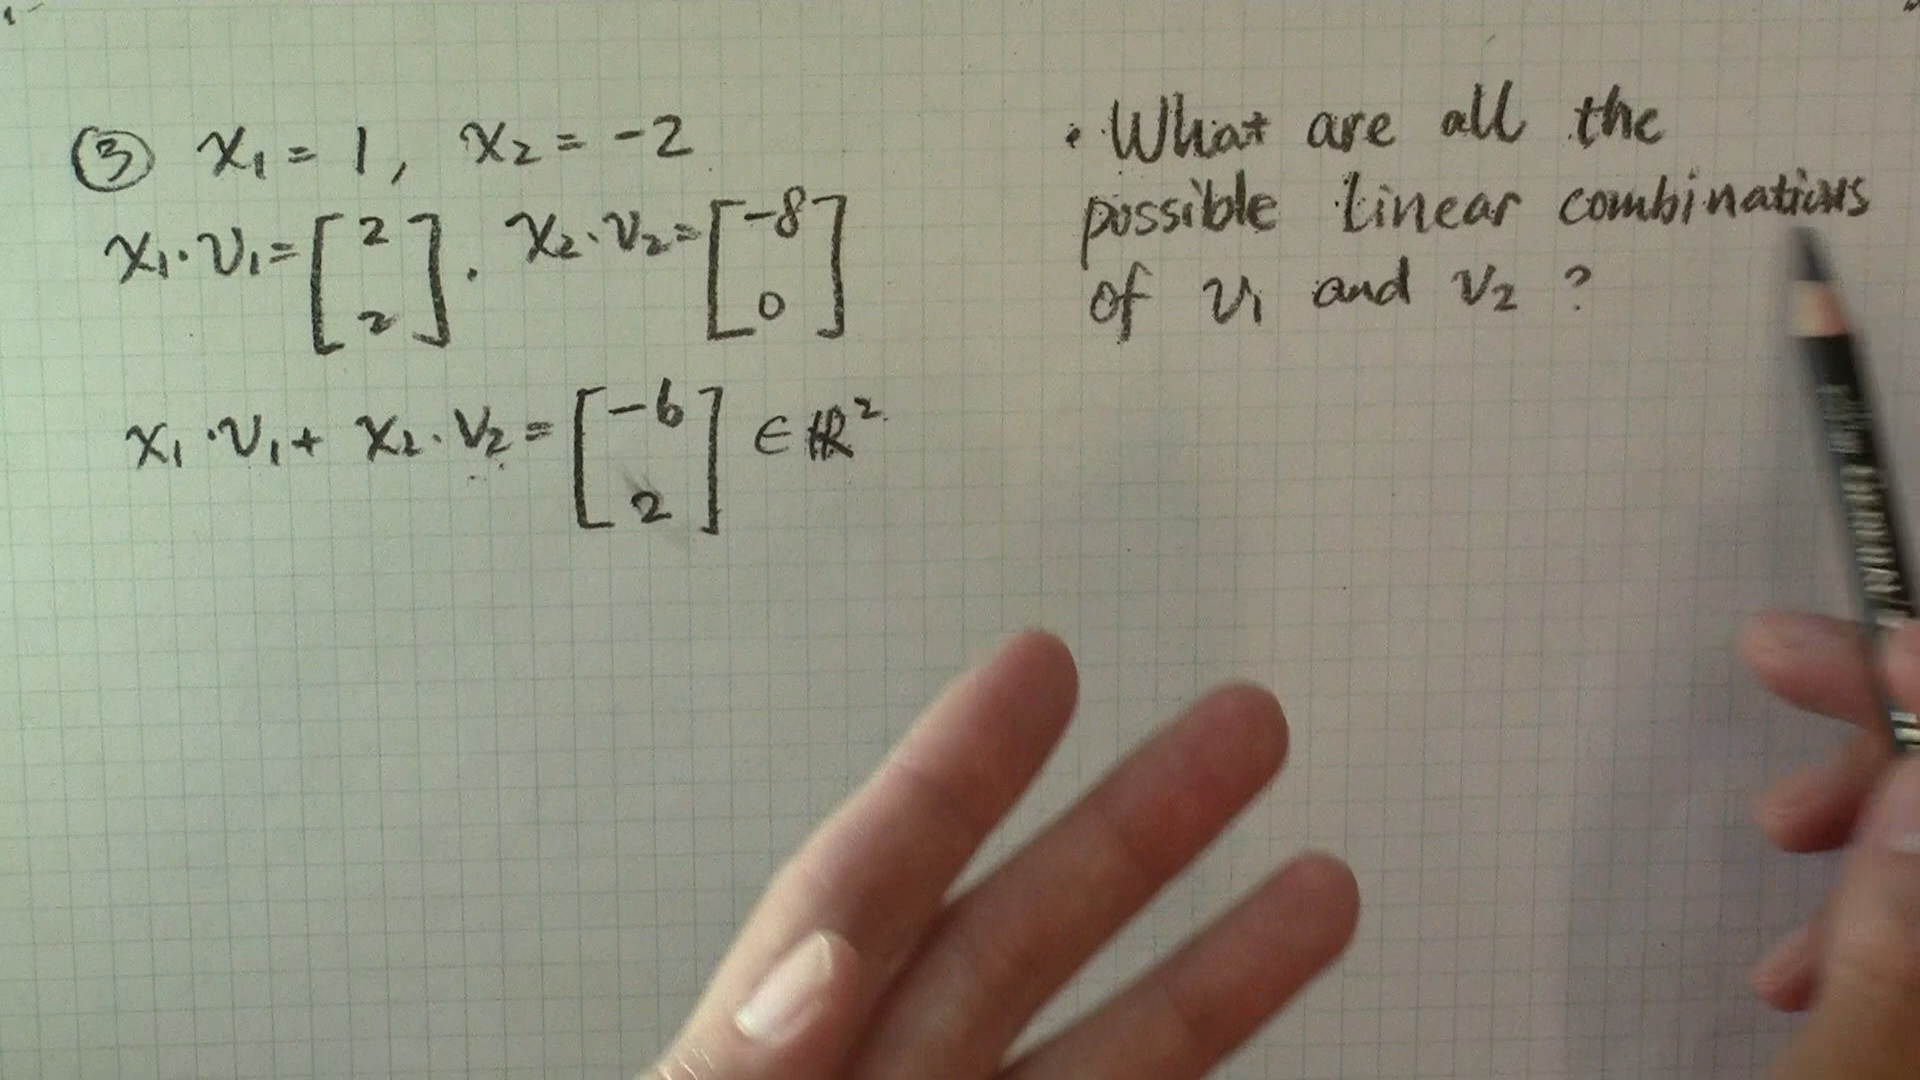 ③ x₁ = 1, x₂ = -2
x₁·v₁ = [2 2]. x₂·v₂ = [-8 0]
x₁·v₁ + x₂·v₂ = [-6 2] ∈ ℝ²
· What are all the
possible linear combinations
of v₁ and v₂ ?